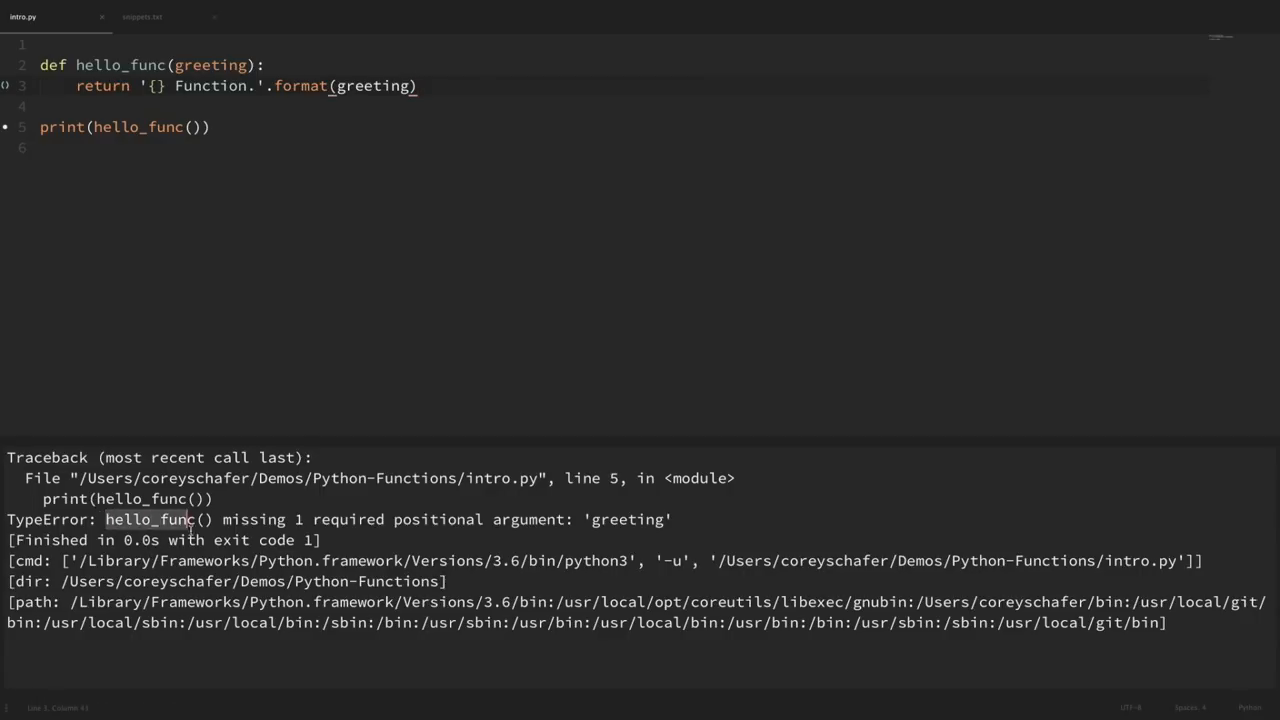 intro.py × snippets.txt ×
1
2 def hello_func(greeting):
3 return '{} Function.'.format(greeting)
4
5 print(hello_func())
6
Traceback (most recent call last):
File "/Users/coreyschafer/Demos/Python-Functions/intro.py", line 5, in <module>
print(hello_func())
TypeError: hello_func() missing 1 required positional argument: 'greeting'
[Finished in 0.0s with exit code 1]
[cmd: ['/Library/Frameworks/Python.framework/Versions/3.6/bin/python3', '-u', '/Users/coreyschafer/Demos/Python-Functions/intro.py']]
[dir: /Users/coreyschafer/Demos/Python-Functions]
[path: /Library/Frameworks/Python.framework/Versions/3.6/bin:/usr/local/opt/coreutils/libexec/gnubin:/Users/coreyschafer/bin:/usr/local/git/
bin:/usr/local/sbin:/usr/local/bin:/sbin:/bin:/usr/sbin:/usr/bin:/usr/local/bin:/usr/bin:/bin:/usr/sbin:/sbin:/usr/local/git/bin]
Line 3, Column 41 UTF-8 Spaces: 4 Python